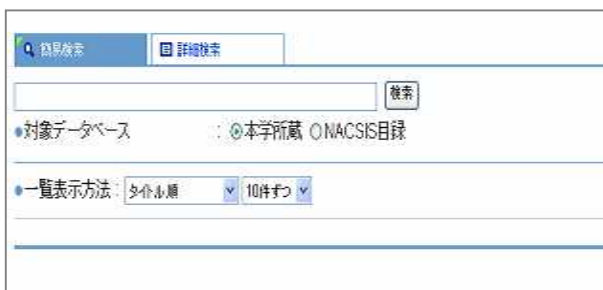 簡易検索 詳細検索
検索
●対象データベース : ◉本学所蔵 ○NACSIS目録
●一覧表示方法 : タイトル順 10件ずつ